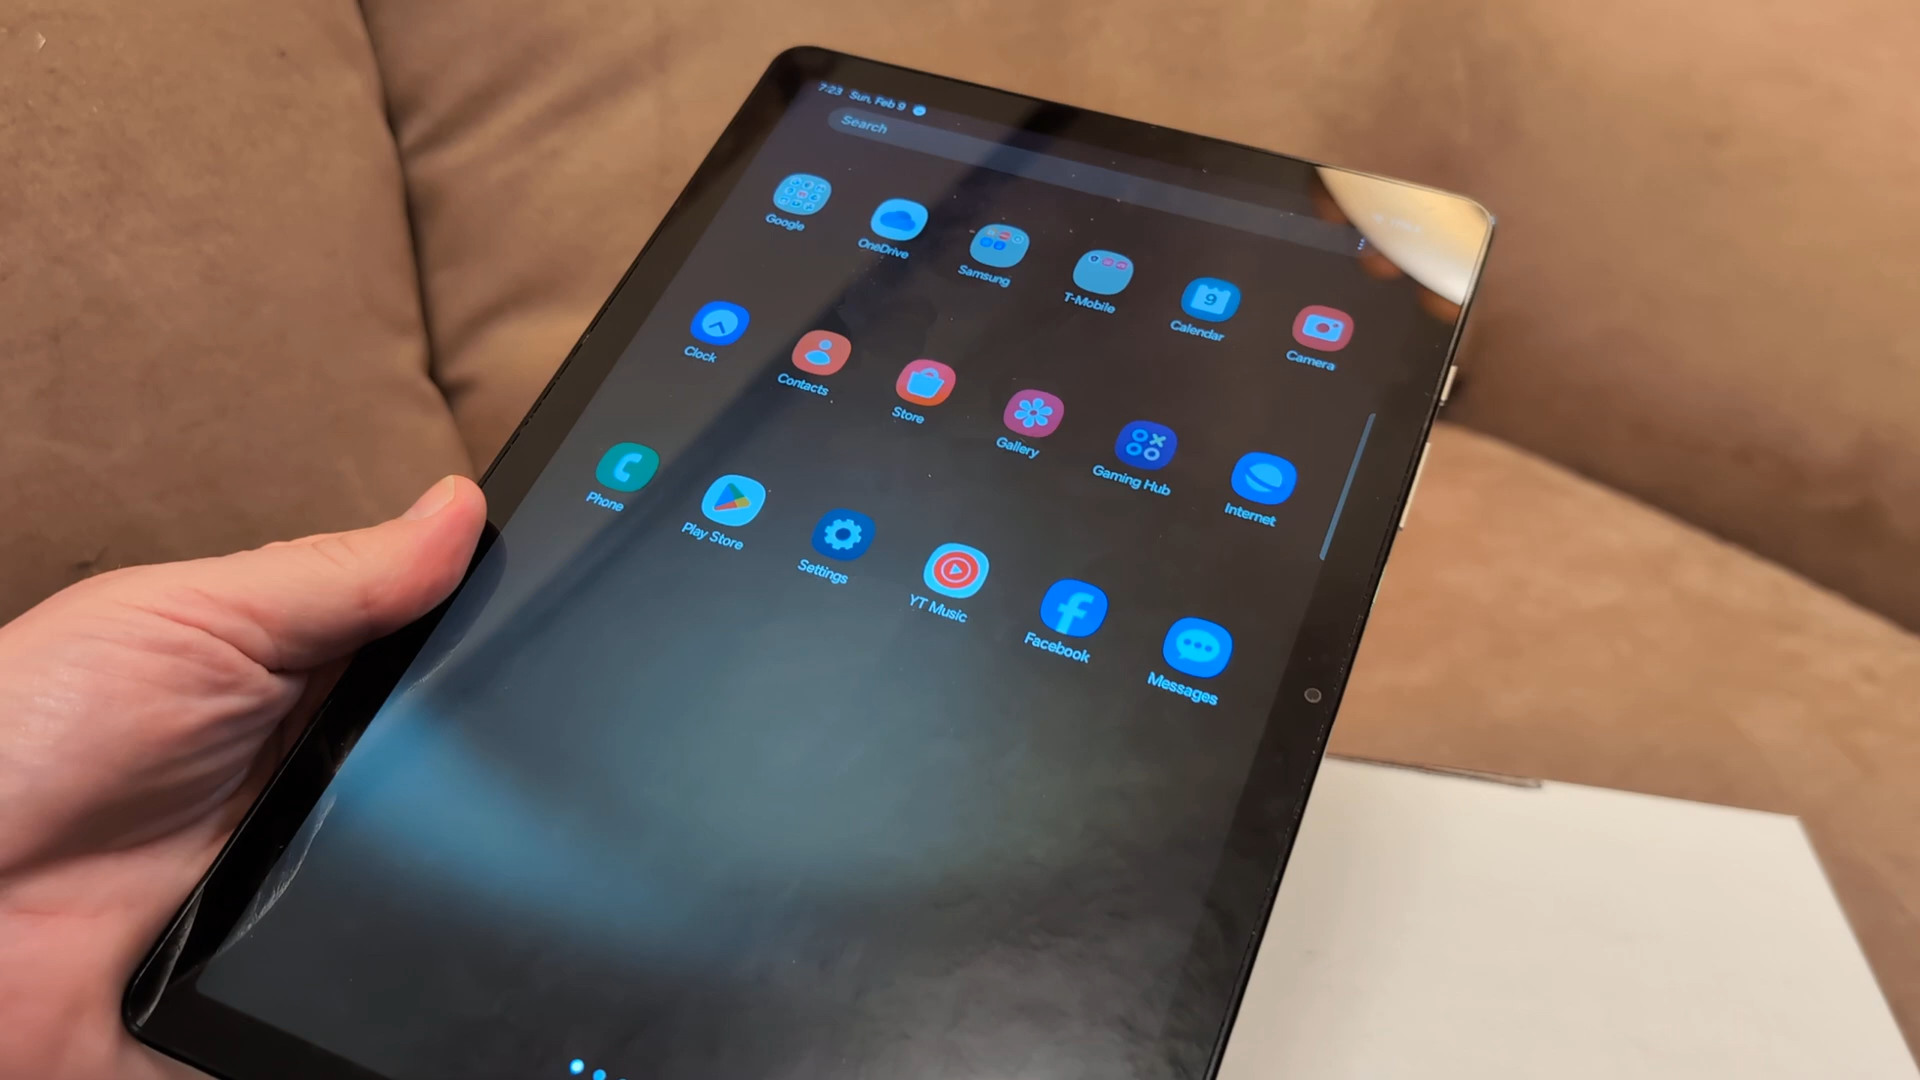 7:23 Sun, Feb 9
Search
Google
OneDrive
Samsung
T-Mobile
Calendar
9
Camera
Clock
Contacts
Store
Gallery
Gaming Hub
Internet
Phone
Play Store
Settings
YT Music
Facebook
Messages